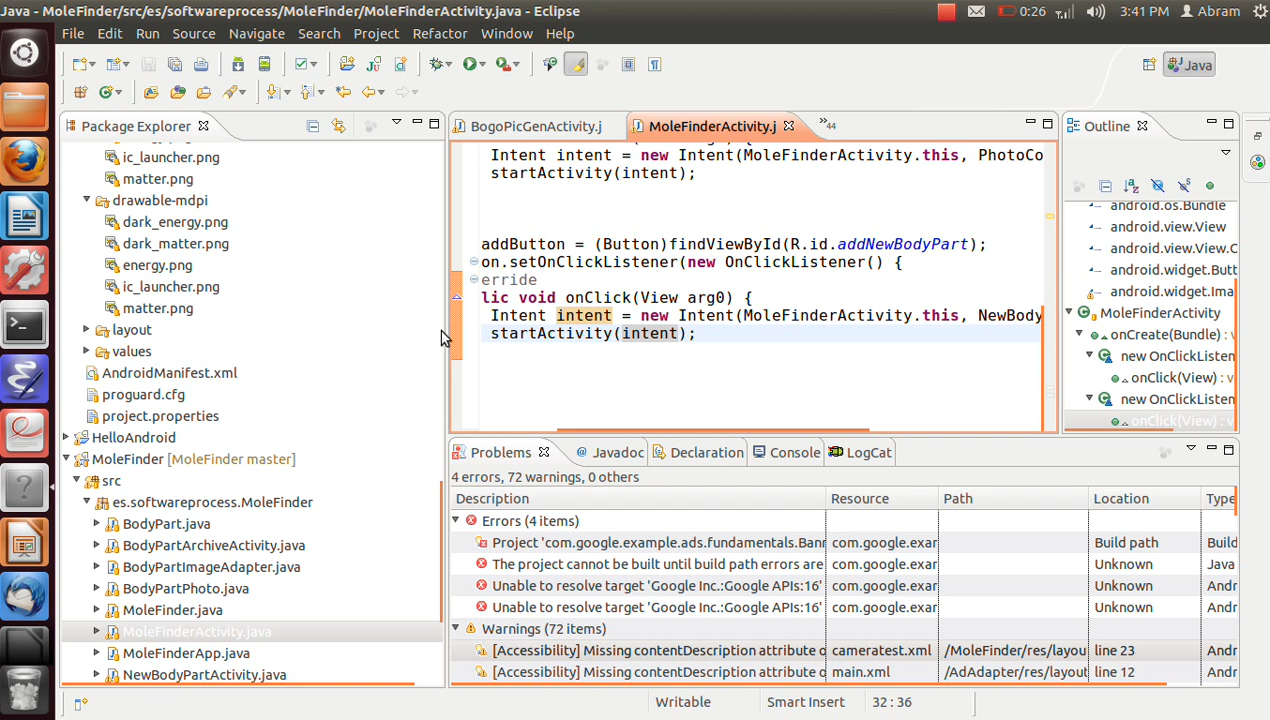 Java - MoleFinder/src/es/softwareprocess/MoleFinder/MoleFinderActivity.java - Eclipse
0:26
3:41 PM
Abram
File Edit Run Source Navigate Search Project Refactor Window Help
Java
Package Explorer
ic_launcher.png
matter.png
drawable-mdpi
dark_energy.png
dark_matter.png
energy.png
ic_launcher.png
matter.png
layout
values
AndroidManifest.xml
proguard.cfg
project.properties
HelloAndroid
MoleFinder [MoleFinder master]
src
es.softwareprocess.MoleFinder
BodyPart.java
BodyPartArchiveActivity.java
BodyPartImageAdapter.java
BodyPartPhoto.java
MoleFinder.java
MoleFinderActivity.java
MoleFinderApp.java
NewBodyPartActivity.java
BogoPicGenActivity.j
MoleFinderActivity.j
»44
Intent intent = new Intent(MoleFinderActivity.this, PhotoCo
startActivity(intent);
addButton = (Button)findViewById(R.id.addNewBodyPart);
on.setOnClickListener(new OnClickListener() {
erride
lic void onClick(View arg0) {
Intent intent = new Intent(MoleFinderActivity.this, NewBody
startActivity(intent);
Outline
android.os.Bundle
android.view.View
android.view.View.C
android.widget.Butt
android.widget.Ima
MoleFinderActivity
onCreate(Bundle) : v
new OnClickListen
onClick(View) : v
new OnClickListen
onClick(View) : v
Problems
@ Javadoc
Declaration
Console
LogCat
4 errors, 72 warnings, 0 others
Description Resource Path Location Type
Errors (4 items)
Project 'com.google.example.ads.fundamentals.Bann com.google.exar Build path Build
The project cannot be built until build path errors are com.google.exar Unknown Java
Unable to resolve target 'Google Inc.:Google APIs:16' com.google.exar Unknown Andr
Unable to resolve target 'Google Inc.:Google APIs:16' com.google.exar Unknown Andr
Warnings (72 items)
[Accessibility] Missing contentDescription attribute o cameratest.xml /MoleFinder/res/layou line 23 Andr
[Accessibility] Missing contentDescription attribute o main.xml /AdAdapter/res/layout line 12 Andr
Writable Smart Insert 32 : 36